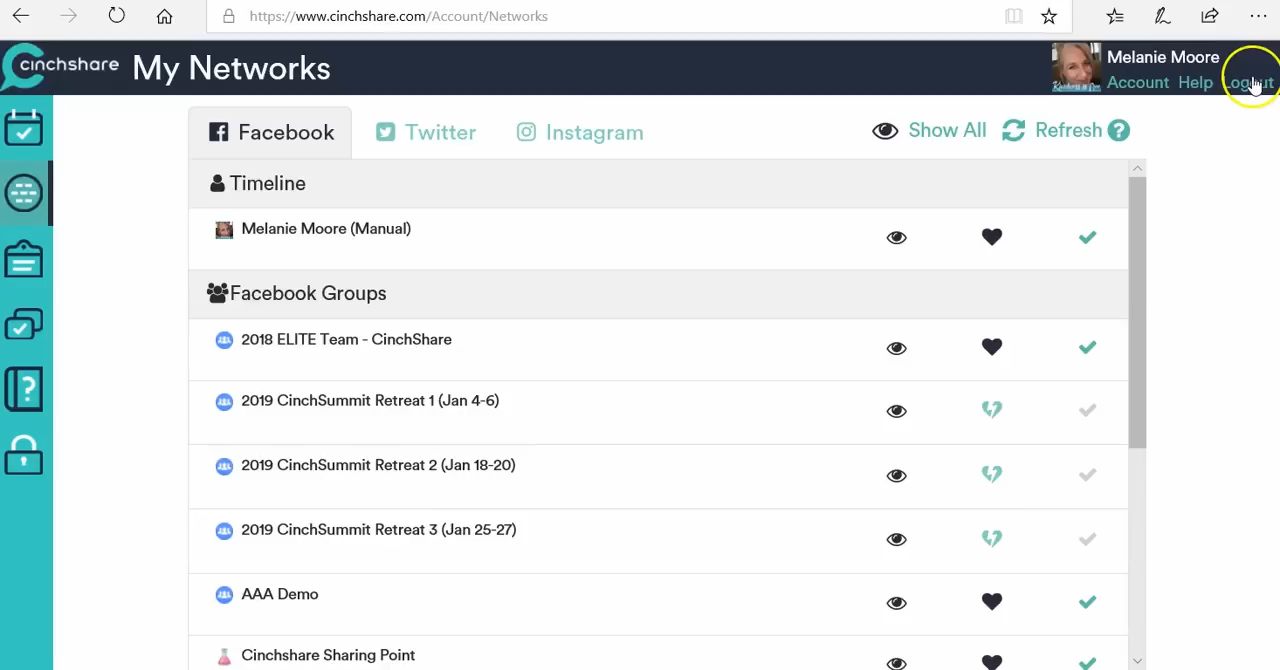 https://www.cinchshare.com/Account/Networks
cinchshare My Networks
Melanie Moore
Account Help Logout
Facebook Twitter Instagram Show All Refresh ?
Timeline
Melanie Moore (Manual)
Facebook Groups
2018 ELITE Team - CinchShare
2019 CinchSummit Retreat 1 (Jan 4-6)
2019 CinchSummit Retreat 2 (Jan 18-20)
2019 CinchSummit Retreat 3 (Jan 25-27)
AAA Demo
Cinchshare Sharing Point